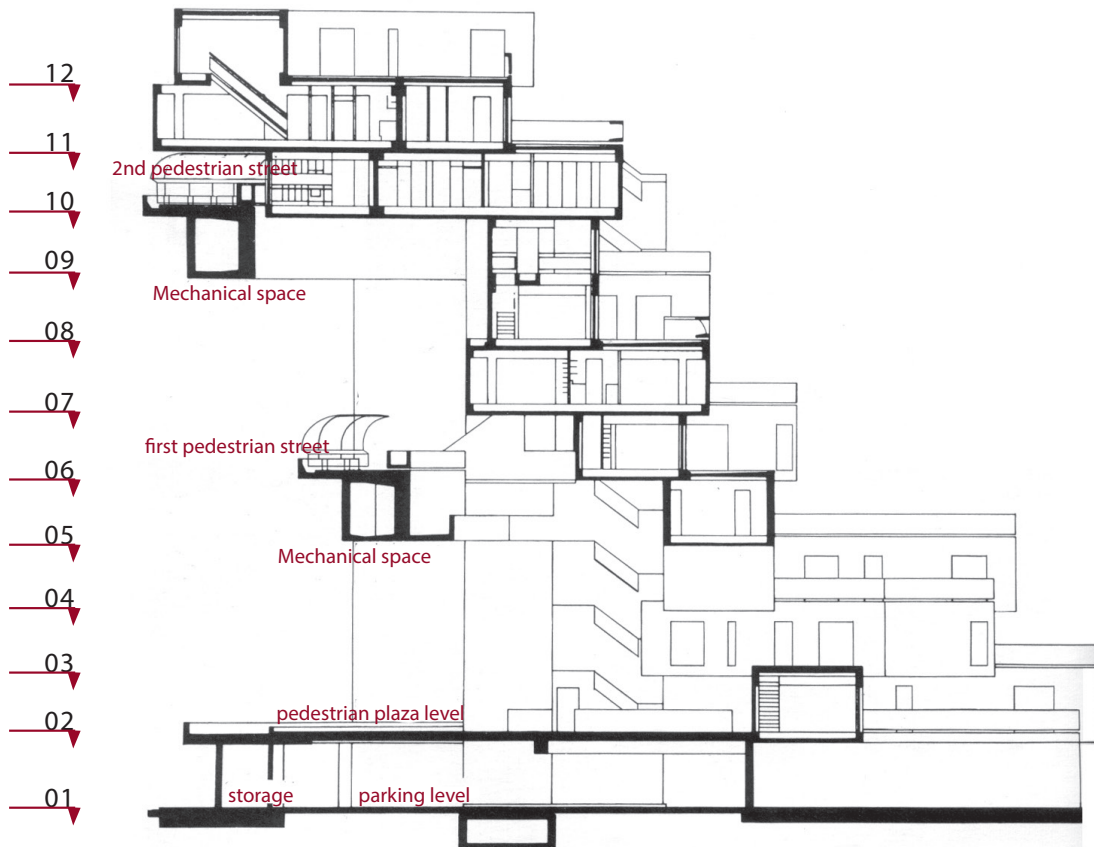 12
11
2nd pedestrian street
10
09
Mechanical space
08
07
first pedestrian street
06
05
Mechanical space
04
03
pedestrian plaza level
02
storage
parking level
01